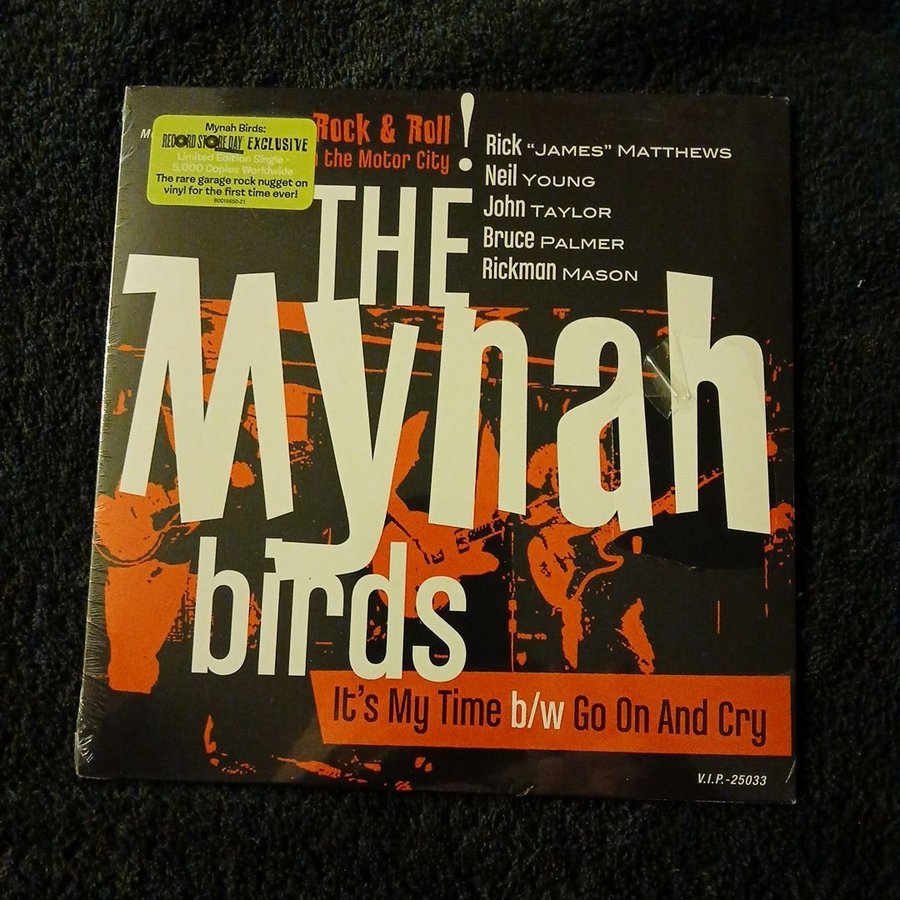 Mynah Birds:
RECORD STORE DAY EXCLUSIVE
Limited Edition Single -
5,000 Copies Worldwide
The rare garage rock nugget on
vinyl for the first time ever!
B0016650-21
Rock & Roll!
the Motor City
Rick "JAMES" MATTHEWS
Neil YOUNG
John TAYLOR
Bruce PALMER
Rickman MASON
THE
Mynah
birds
It's My Time b/w Go On And Cry
V.I.P.-25033